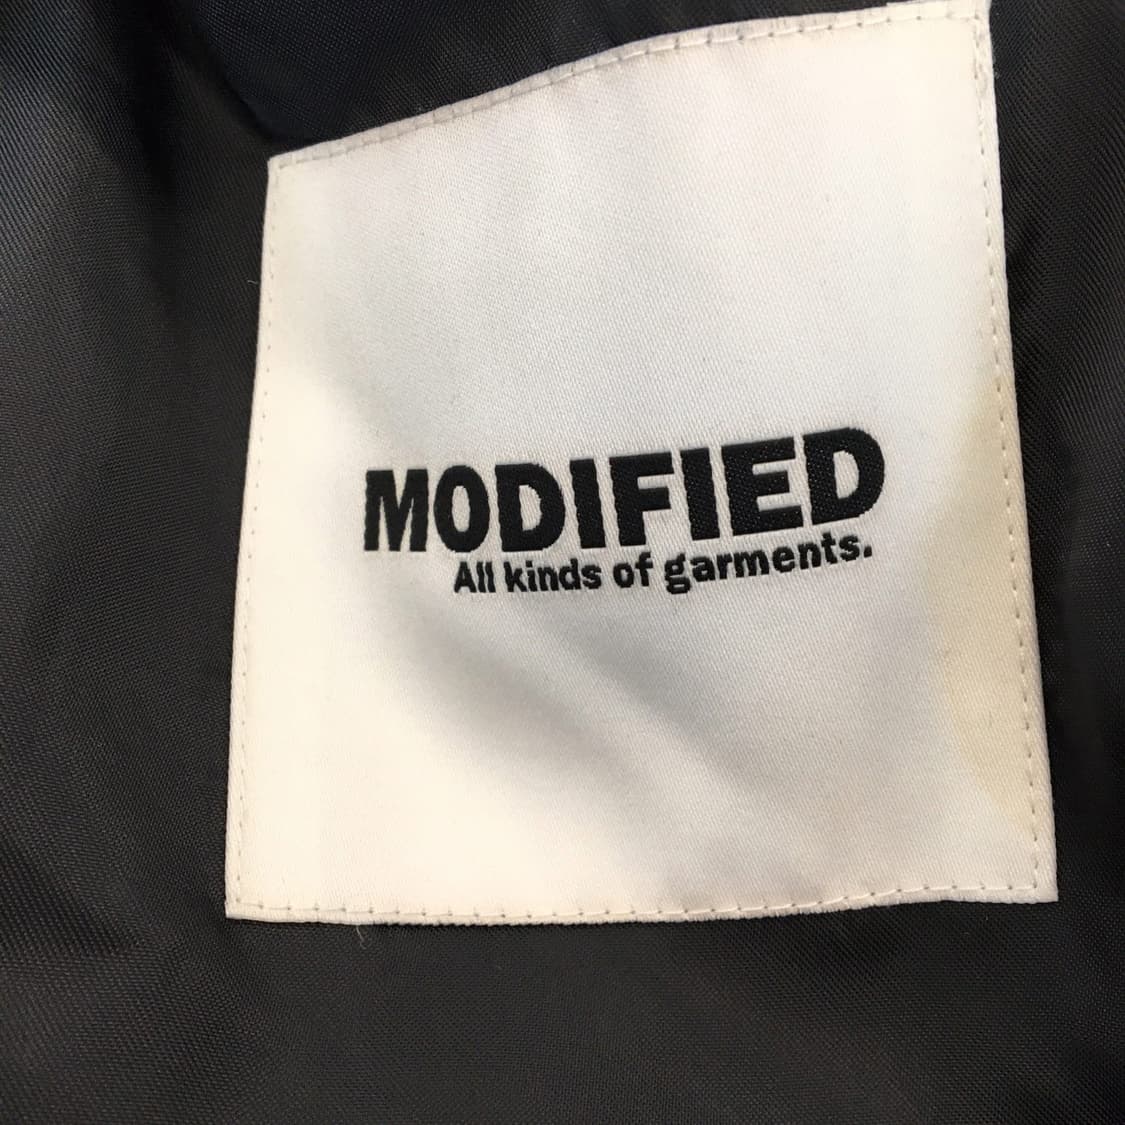 MODIFIED
All kinds of garments.